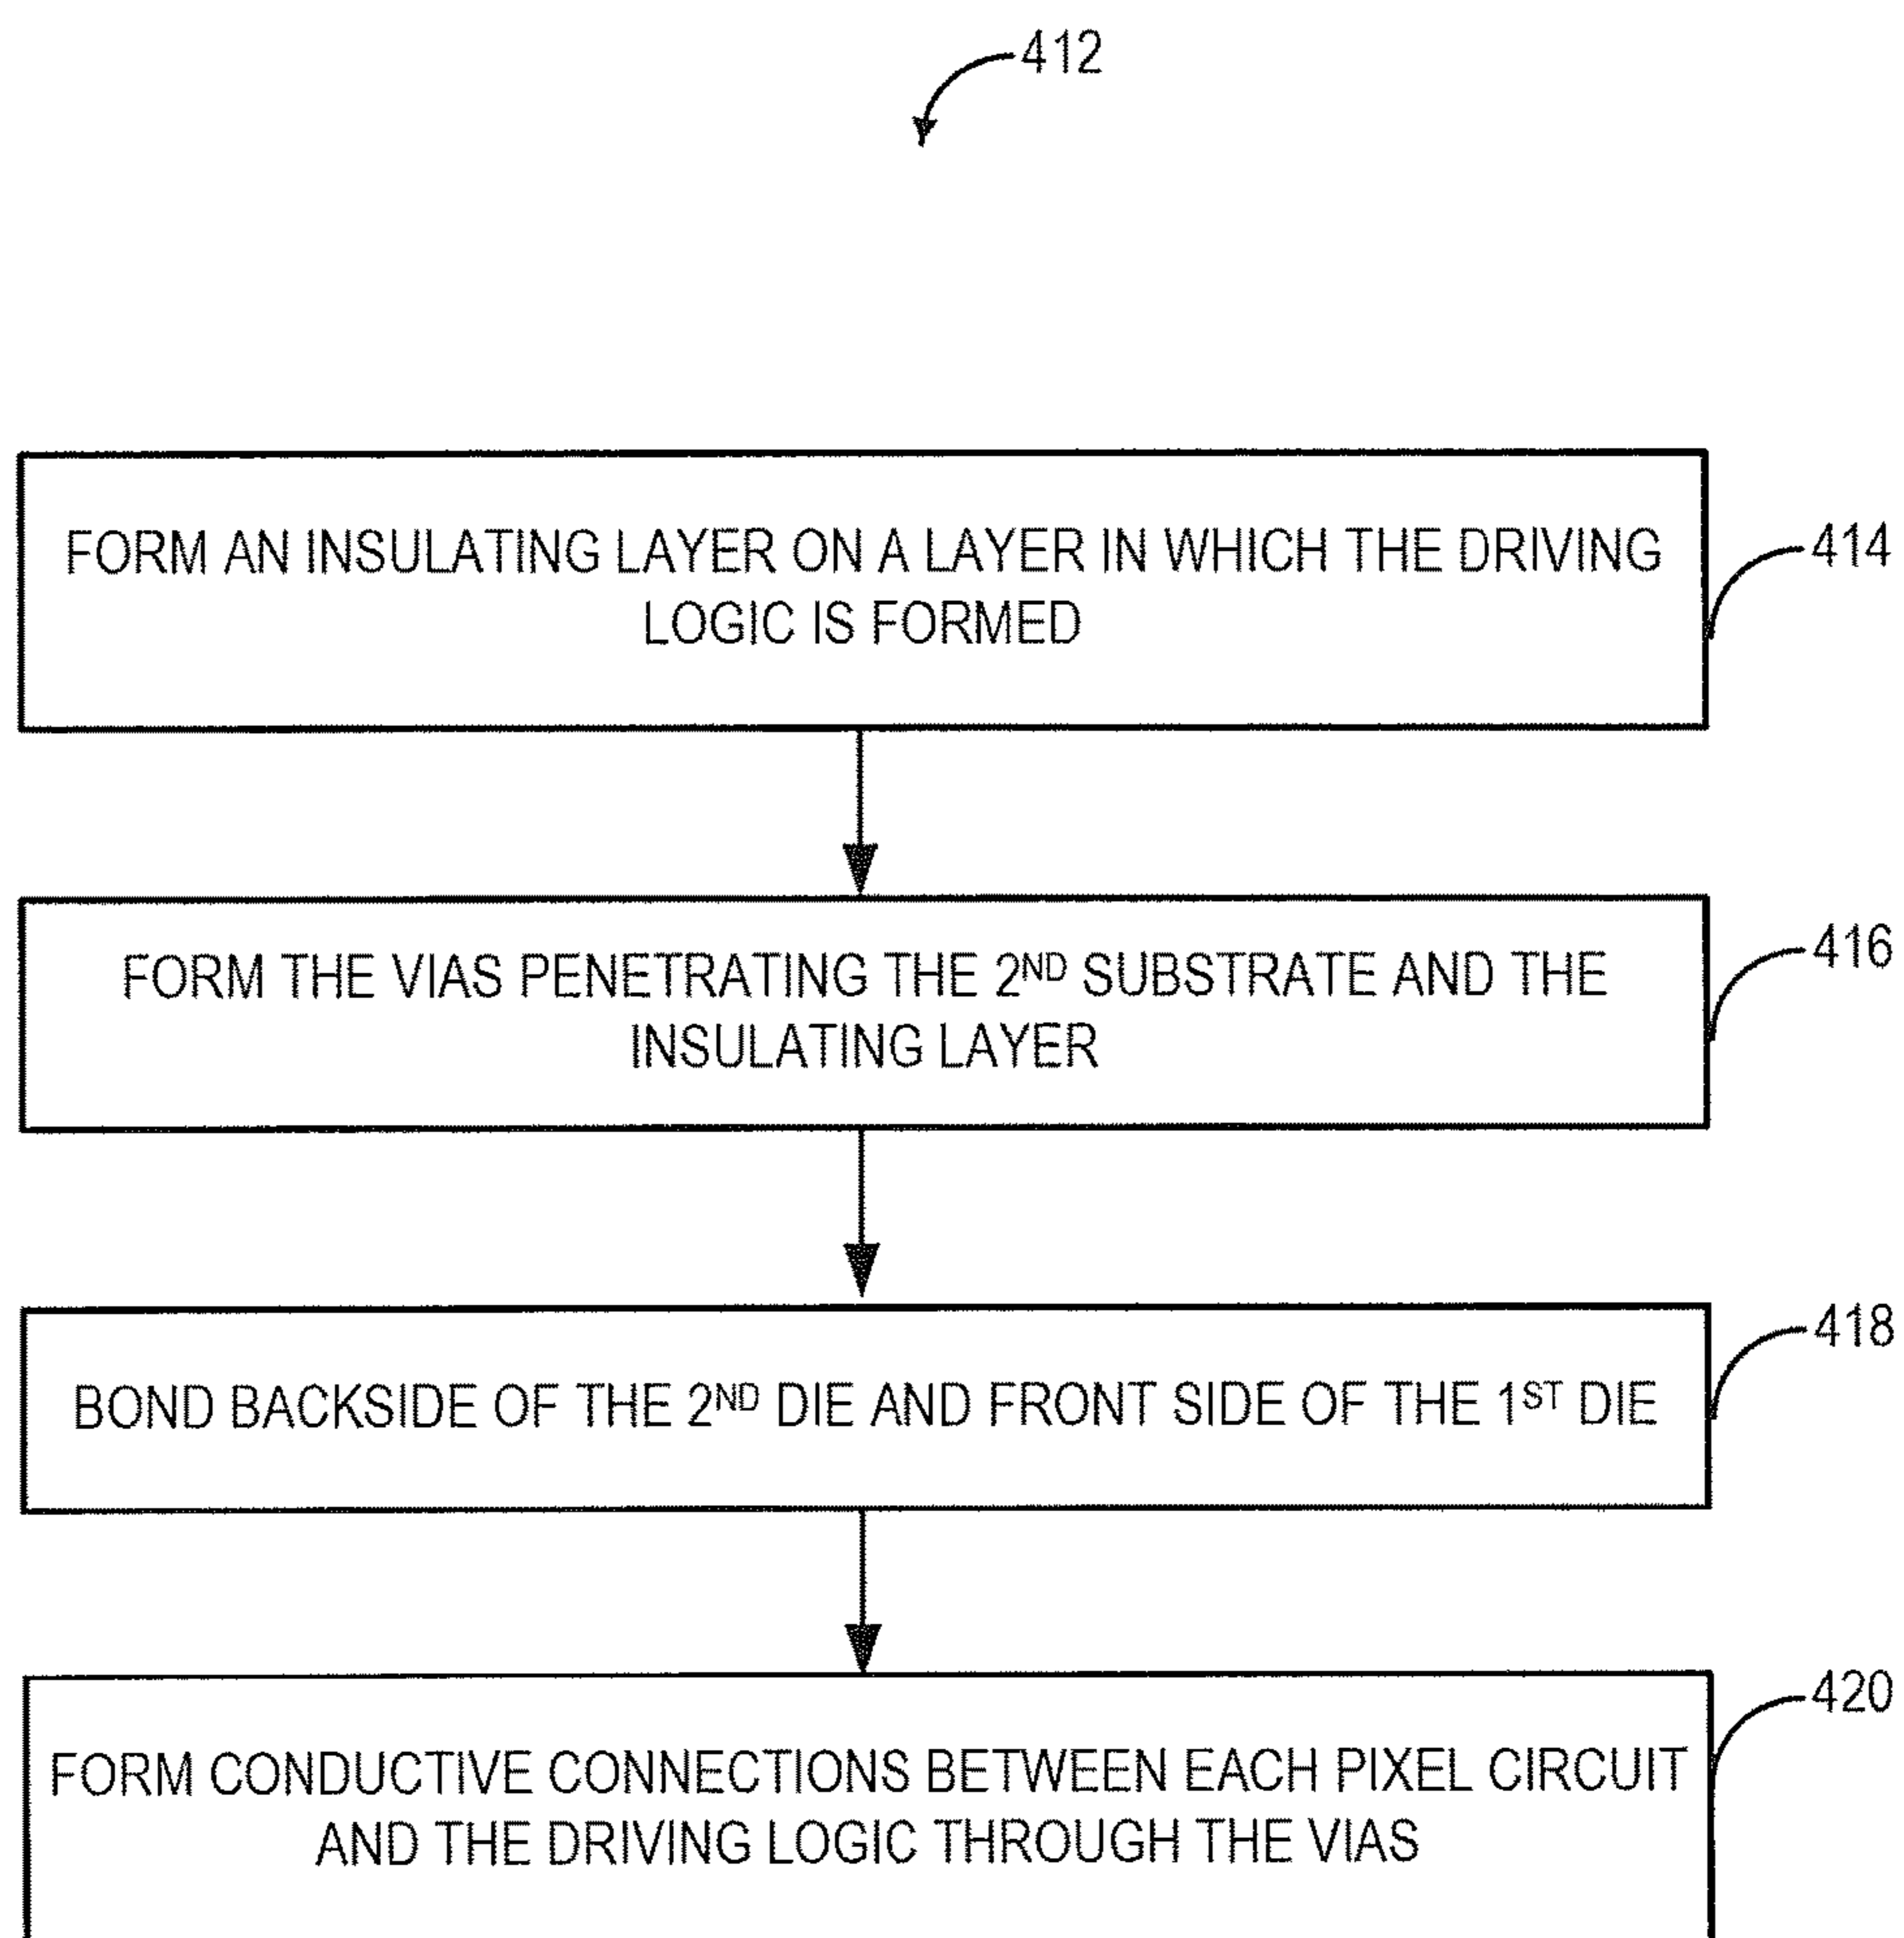 412
FORM AN INSULATING LAYER ON A LAYER IN WHICH THE DRIVING
LOGIC IS FORMED
414
FORM THE VIAS PENETRATING THE 2ND SUBSTRATE AND THE
INSULATING LAYER
416
BOND BACKSIDE OF THE 2ND DIE AND FRONT SIDE OF THE 1ST DIE
418
FORM CONDUCTIVE CONNECTIONS BETWEEN EACH PIXEL CIRCUIT
AND THE DRIVING LOGIC THROUGH THE VIAS
420